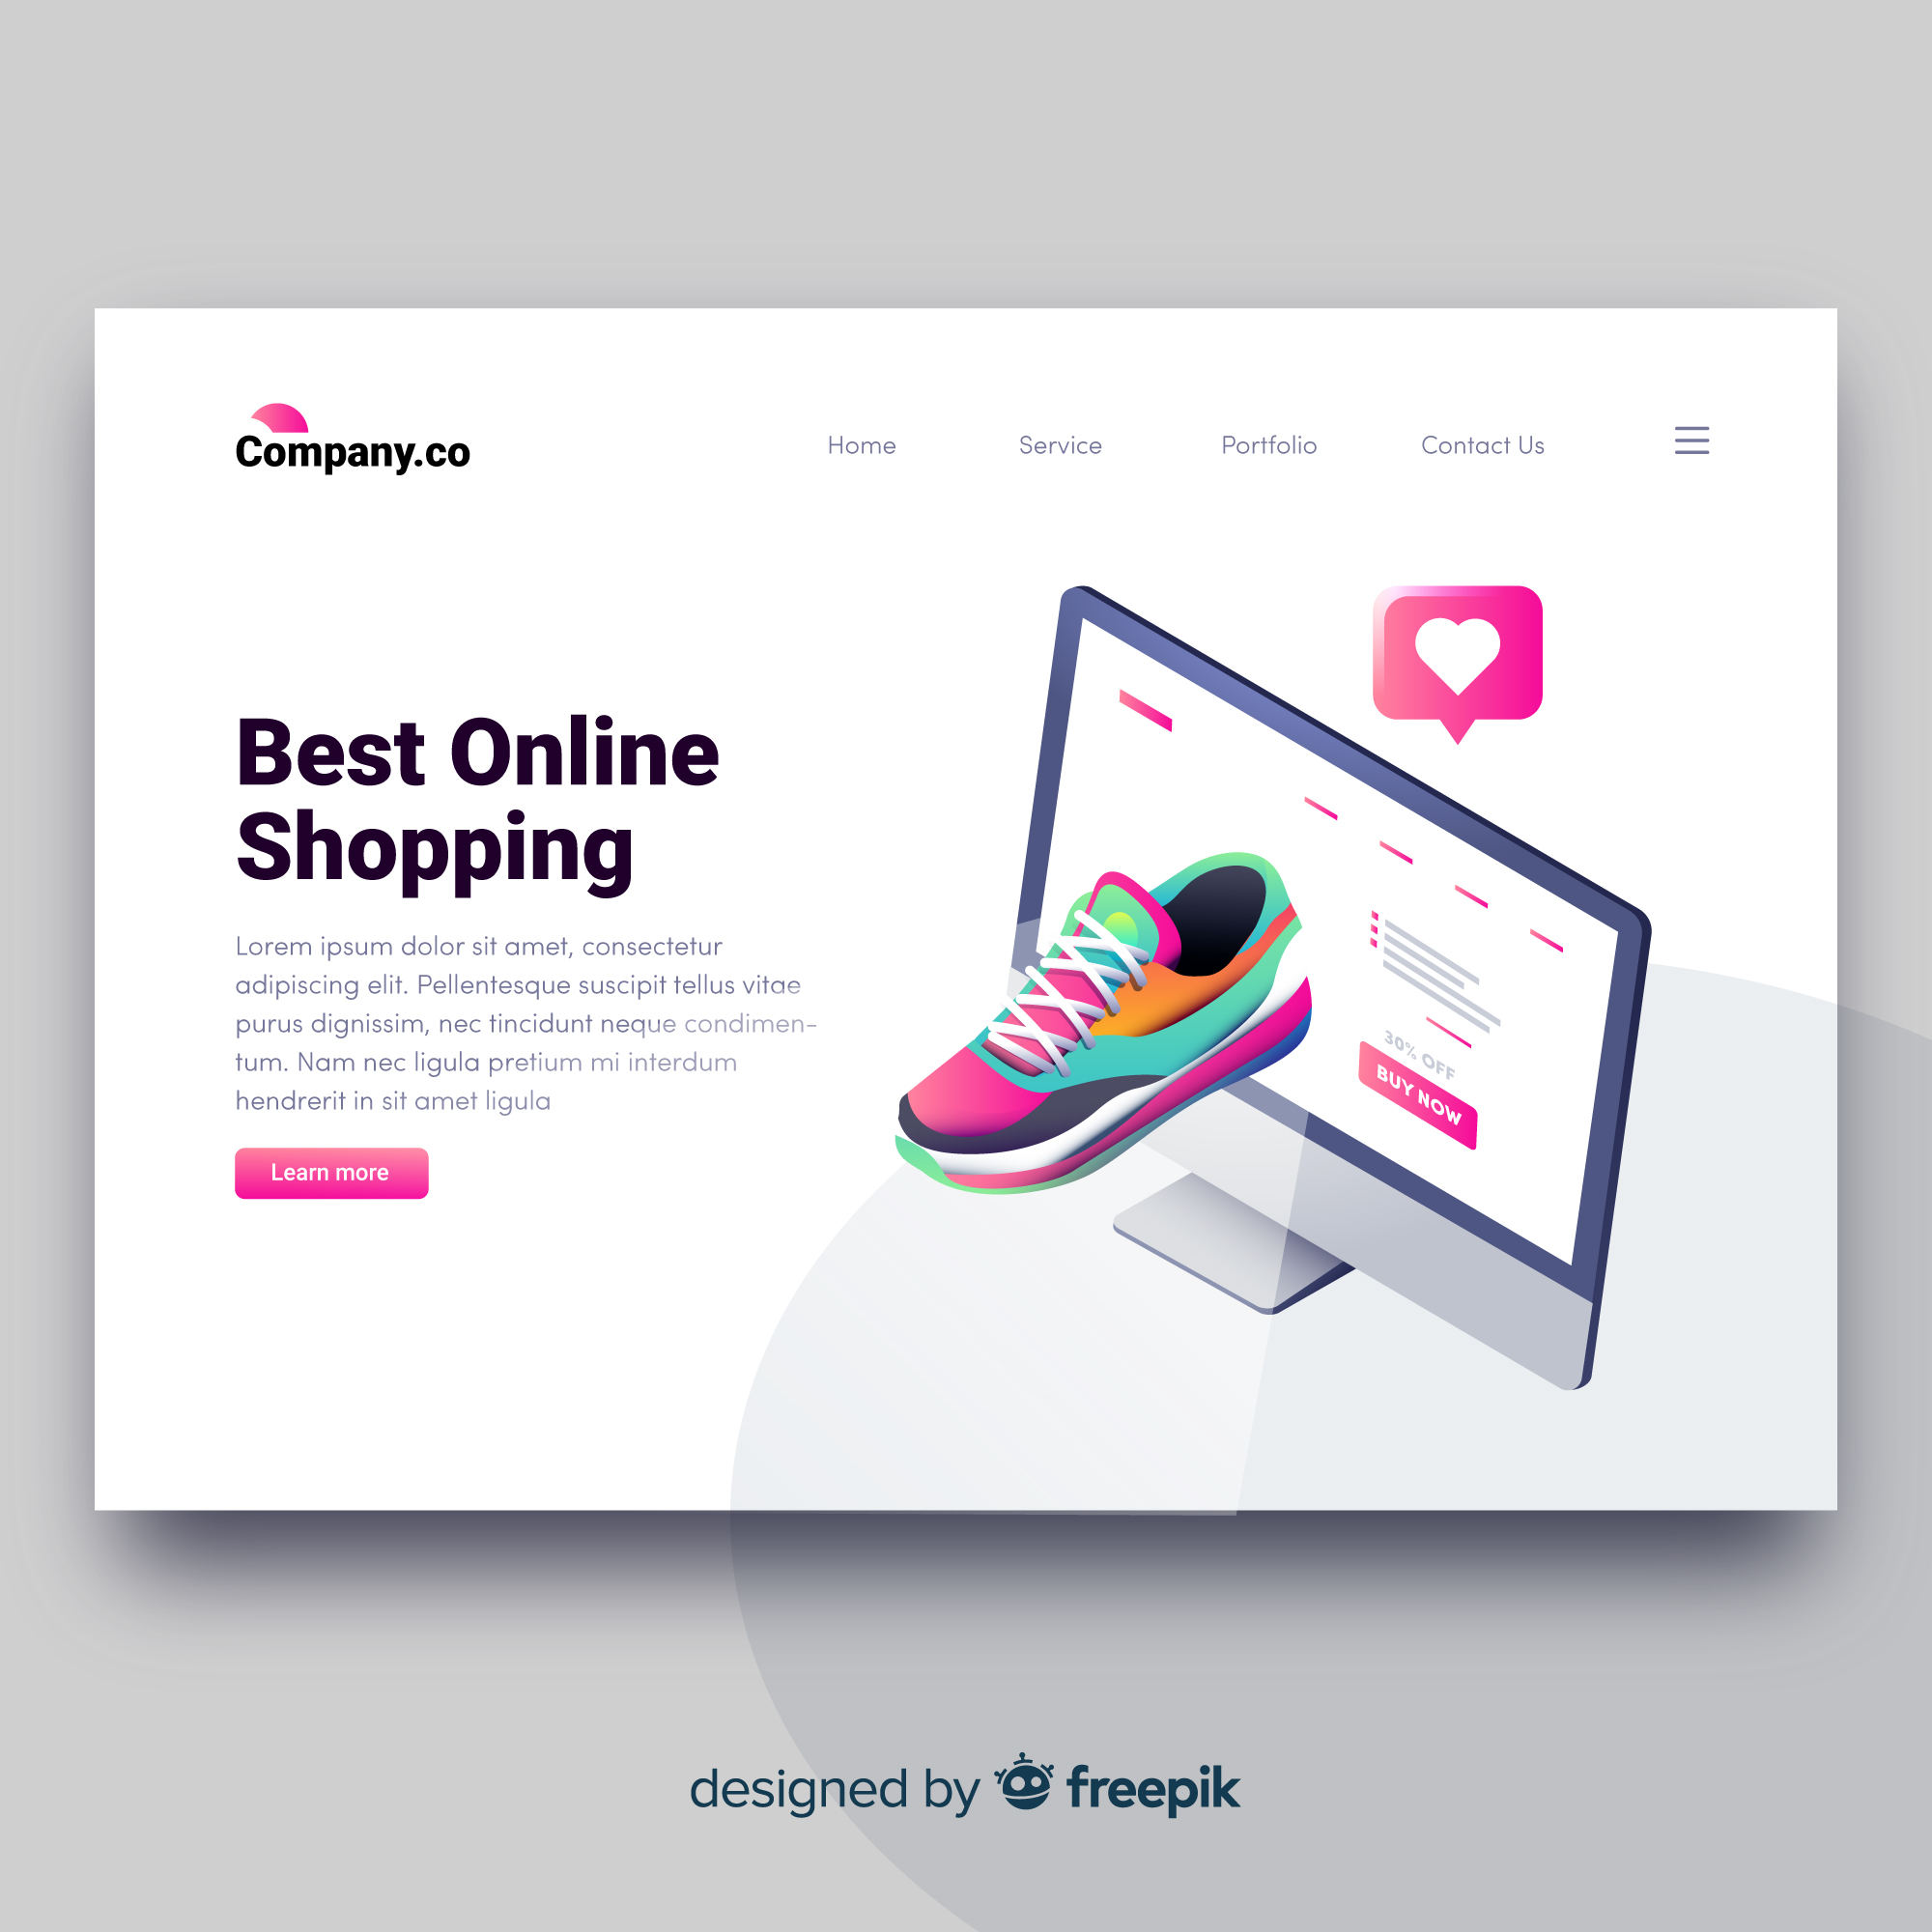 Company.co
Home
Service
Portfolio
Contact Us
Best Online
Shopping
Lorem ipsum dolor sit amet, consectetur
adipiscing elit. Pellentesque suscipit tellus vitae
purus dignissim, nec tincidunt neque condimen-
tum. Nam nec ligula pretium mi interdum
hendrerit in sit amet ligula
Learn more
30% OFF
BUY NOW
designed by freepik